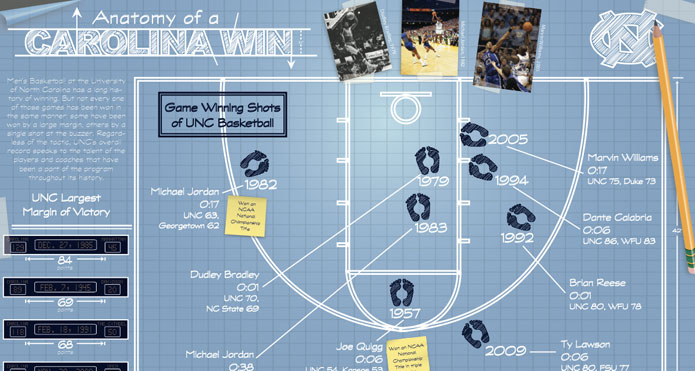 Anatomy of a
CAROLINA WIN
Men's Basketball at the University
of North Carolina has a long his-
tory of winning. But not every one
of those games has been won in
the same manner: some have been
won by a large margin, others by a
single shot at the buzzer. Regard-
less of the tactic, UNC's overall
record speaks to the talent of the
players and coaches that have
been a part of the program
throughout its history.
UNC Largest
Margin of Victory
DEC. 27, 1985
84
points
FEB. 7, 1945
69
points
FEB. 18, 1991
68
points
Game Winning Shots
of UNC Basketball
1982
Michael Jordan
0:17
UNC 63,
Georgetown 62
Won an
NCAA
National
Championship
Title
1979
1983
Dudley Bradley
0:01
UNC 70,
NC State 69
Michael Jordan
0:38
1957
Joe Quigg
0:06
UNC 54, Kansas 53
Won an NCAA
National
Championship
Title in triple
2005
Marvin Williams
0:17
UNC 75, Duke 73
1994
Dante Calabria
0:06
UNC 86, WFU 83
1992
Brian Reese
0:01
UNC 80, WFU 78
2009
Ty Lawson
0:06
UNC 80, FSU 77
42
NC